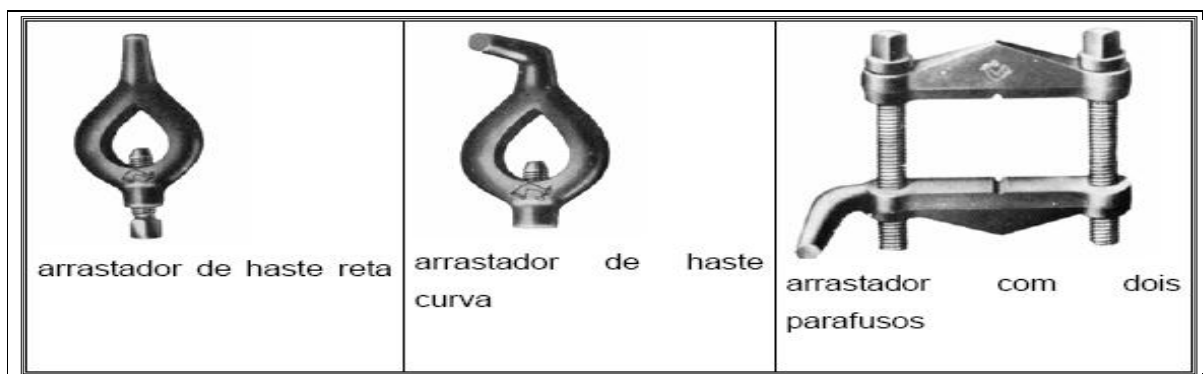 arrastador de haste reta
arrastador de haste
curva
arrastador com dois
parafusos